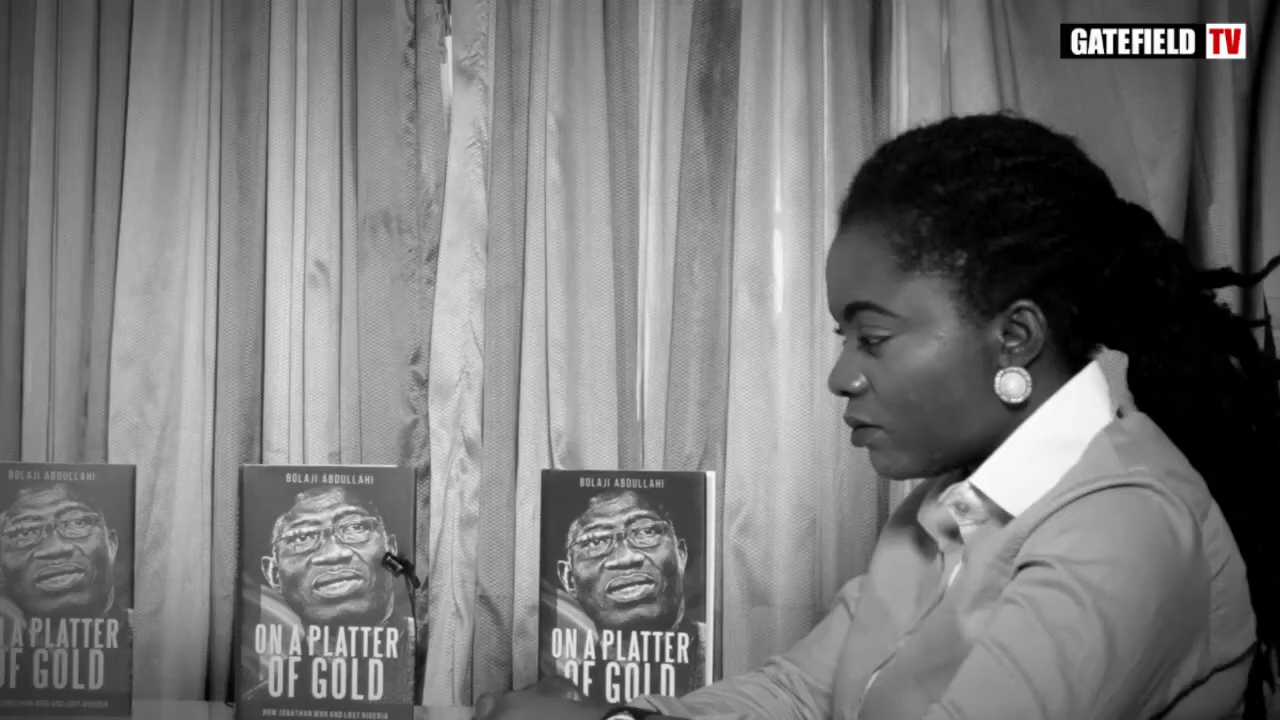 GATEFIELD TV
BOLAJI ABDULLAHI
A PLATTER
OF GOLD
BOLAJI ABDULLAHI
ON A PLATTER
OF GOLD
HOW JONATHAN WON AND LOST NIGERIA
BOLAJI ABDULLAHI
ON A PLATTER
OF GOLD